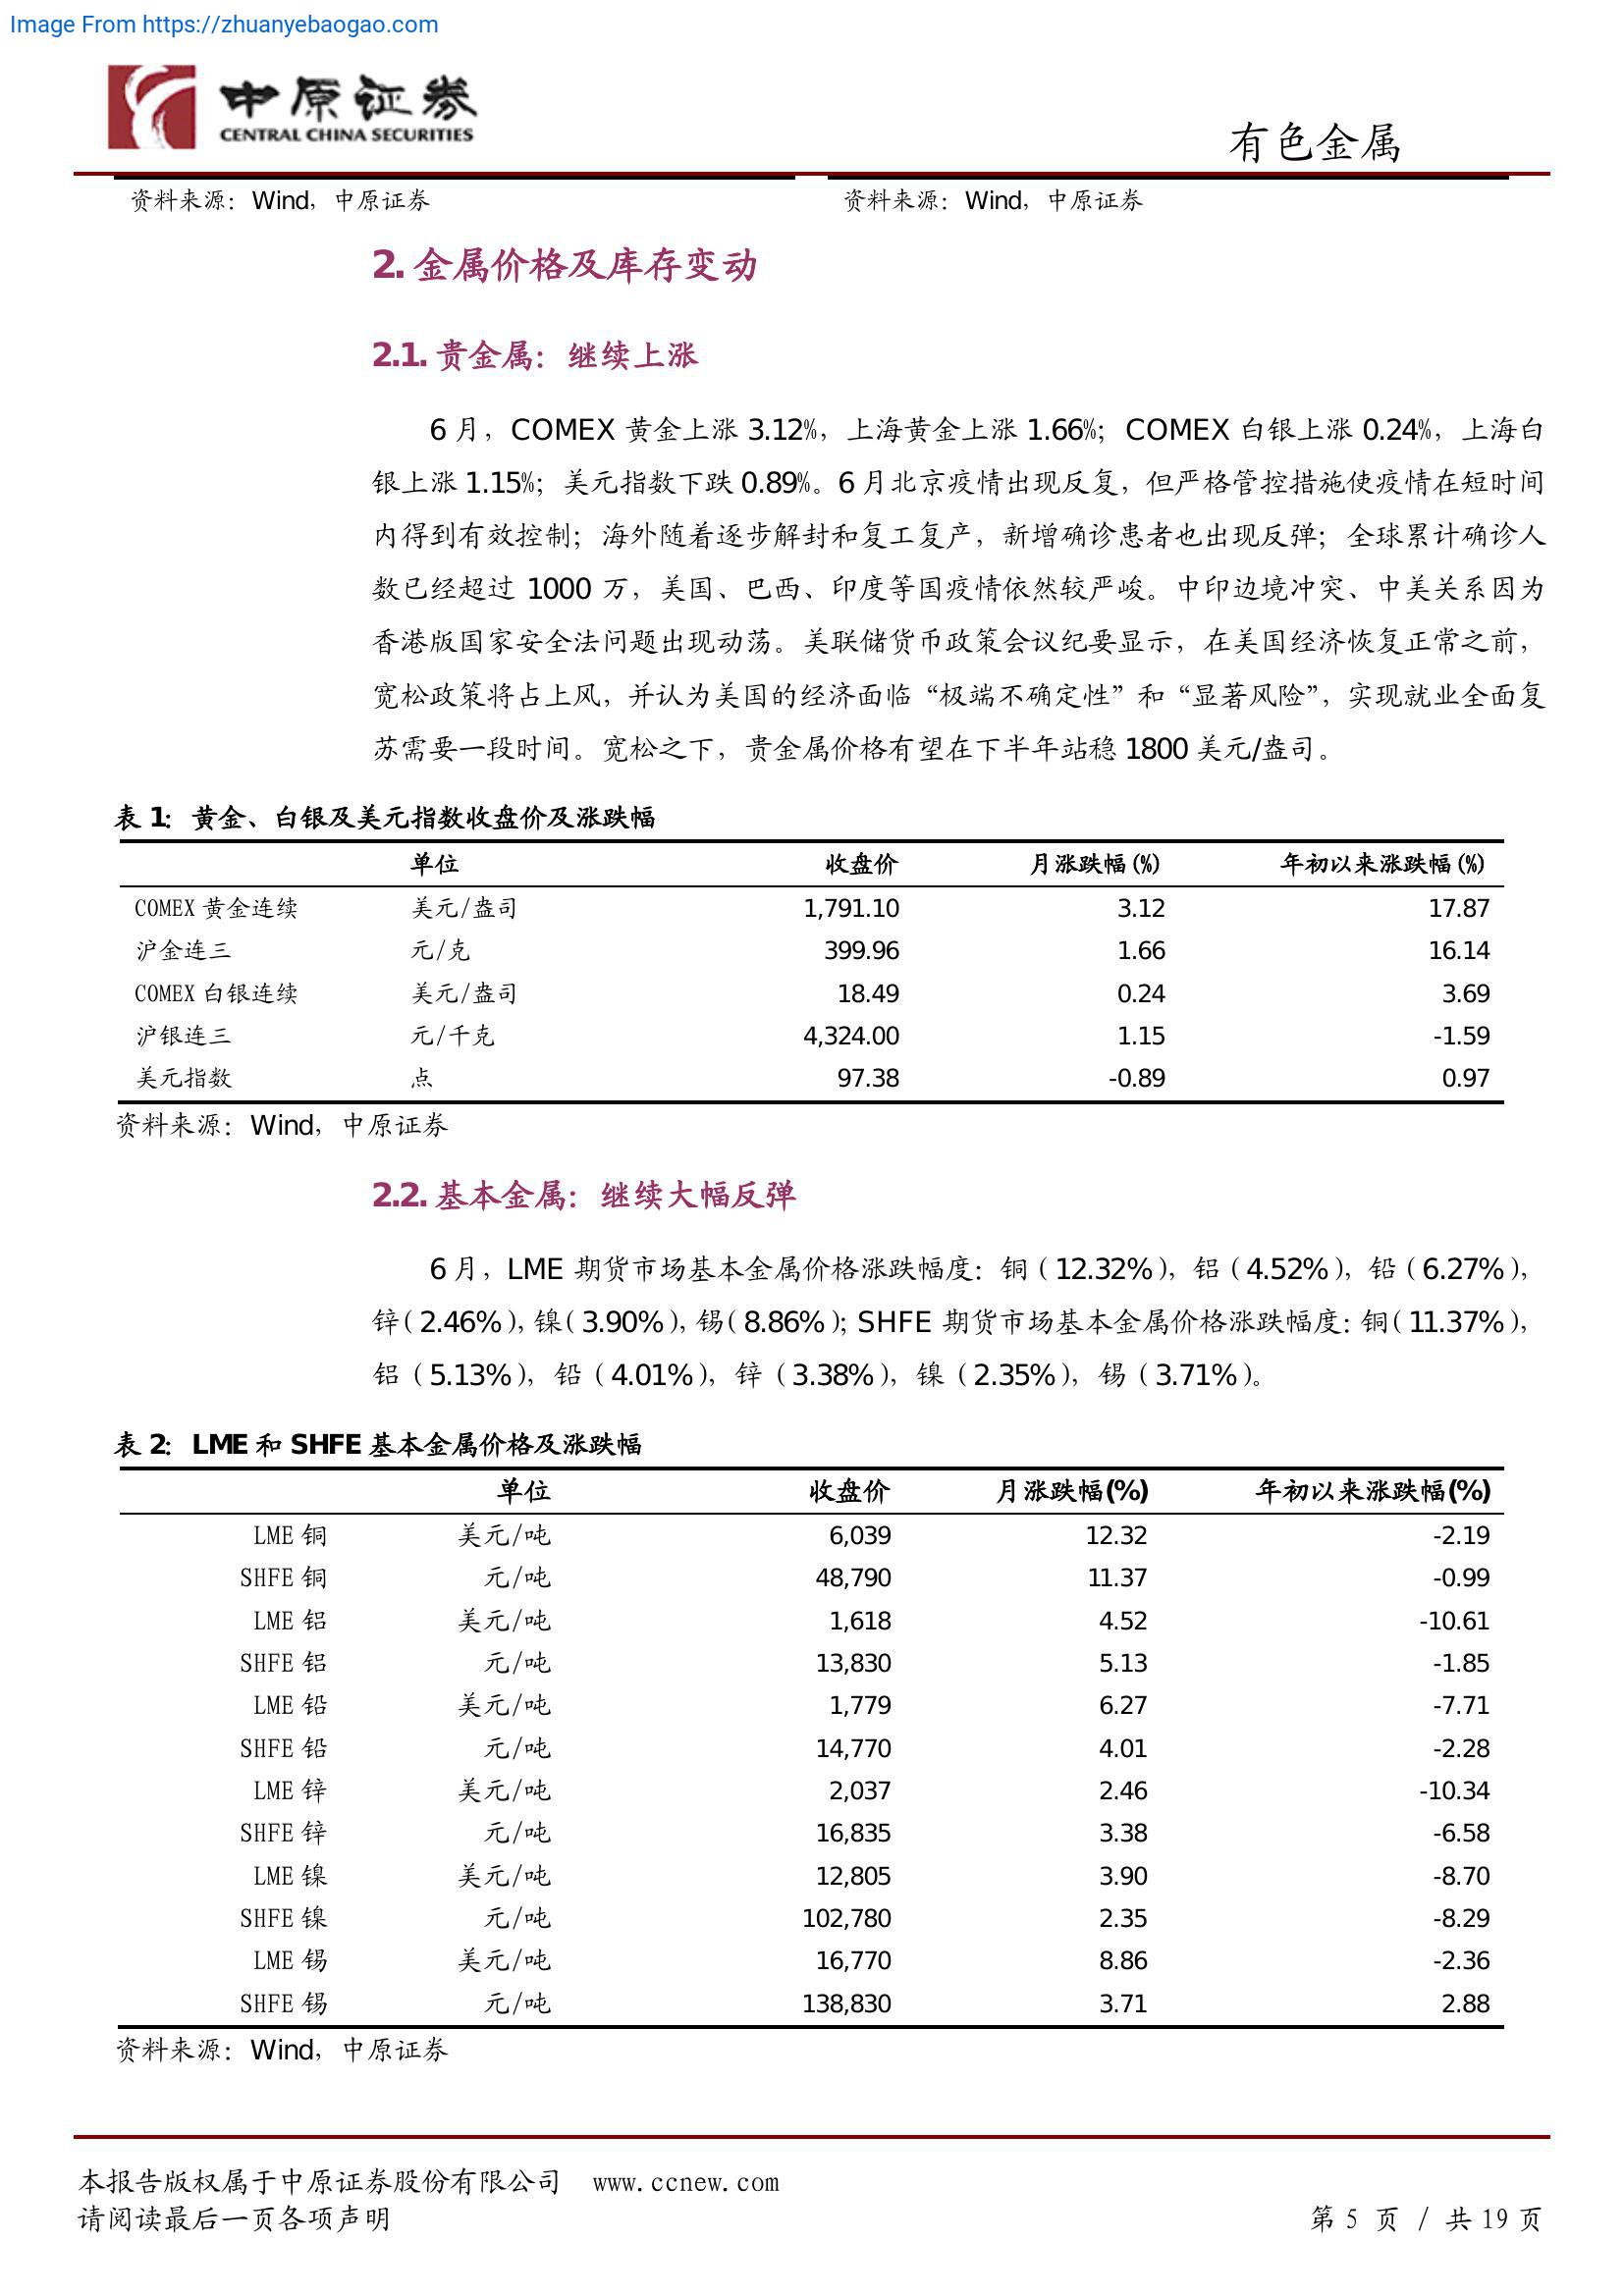 Image From https://zhuanyebaogao.com
中原证券
CENTRAL CHINA SECURITIES
有色金属
资料来源：Wind，中原证券 资料来源：Wind，中原证券
2. 金属价格及库存变动
2.1. 贵金属：继续上涨
6 月，COMEX 黄金上涨 3.12%，上海黄金上涨 1.66%；COMEX 白银上涨 0.24%，上海白
银上涨 1.15%；美元指数下跌 0.89%。6 月北京疫情出现反复，但严格管控措施使疫情在短时间
内得到有效控制；海外随着逐步解封和复工复产，新增确诊患者也出现反弹；全球累计确诊人
数已经超过 1000 万，美国、巴西、印度等国疫情依然较严峻。中印边境冲突、中美关系因为
香港版国家安全法问题出现动荡。美联储货币政策会议纪要显示，在美国经济恢复正常之前，
宽松政策将占上风，并认为美国的经济面临“极端不确定性”和“显著风险”，实现就业全面复
苏需要一段时间。宽松之下，贵金属价格有望在下半年站稳 1800 美元/盎司。
表 1：黄金、白银及美元指数收盘价及涨跌幅
单位 收盘价 月涨跌幅(%) 年初以来涨跌幅(%)
COMEX 黄金连续 美元/盎司 1,791.10 3.12 17.87
沪金连三 元/克 399.96 1.66 16.14
COMEX 白银连续 美元/盎司 18.49 0.24 3.69
沪银连三 元/千克 4,324.00 1.15 -1.59
美元指数 点 97.38 -0.89 0.97
资料来源：Wind，中原证券
2.2. 基本金属：继续大幅反弹
6 月，LME 期货市场基本金属价格涨跌幅度：铜（12.32%），铝（4.52%），铅（6.27%），
锌（2.46%），镍（3.90%），锡（8.86%）；SHFE 期货市场基本金属价格涨跌幅度：铜（11.37%），
铝（5.13%），铅（4.01%），锌（3.38%），镍（2.35%），锡（3.71%）。
表 2：LME 和 SHFE 基本金属价格及涨跌幅
单位 收盘价 月涨跌幅(%) 年初以来涨跌幅(%)
LME 铜 美元/吨 6,039 12.32 -2.19
SHFE 铜 元/吨 48,790 11.37 -0.99
LME 铝 美元/吨 1,618 4.52 -10.61
SHFE 铝 元/吨 13,830 5.13 -1.85
LME 铅 美元/吨 1,779 6.27 -7.71
SHFE 铅 元/吨 14,770 4.01 -2.28
LME 锌 美元/吨 2,037 2.46 -10.34
SHFE 锌 元/吨 16,835 3.38 -6.58
LME 镍 美元/吨 12,805 3.90 -8.70
SHFE 镍 元/吨 102,780 2.35 -8.29
LME 锡 美元/吨 16,770 8.86 -2.36
SHFE 锡 元/吨 138,830 3.71 2.88
资料来源：Wind，中原证券
本报告版权属于中原证券股份有限公司 www.ccnew.com
请阅读最后一页各项声明 第 5 页 / 共 19 页